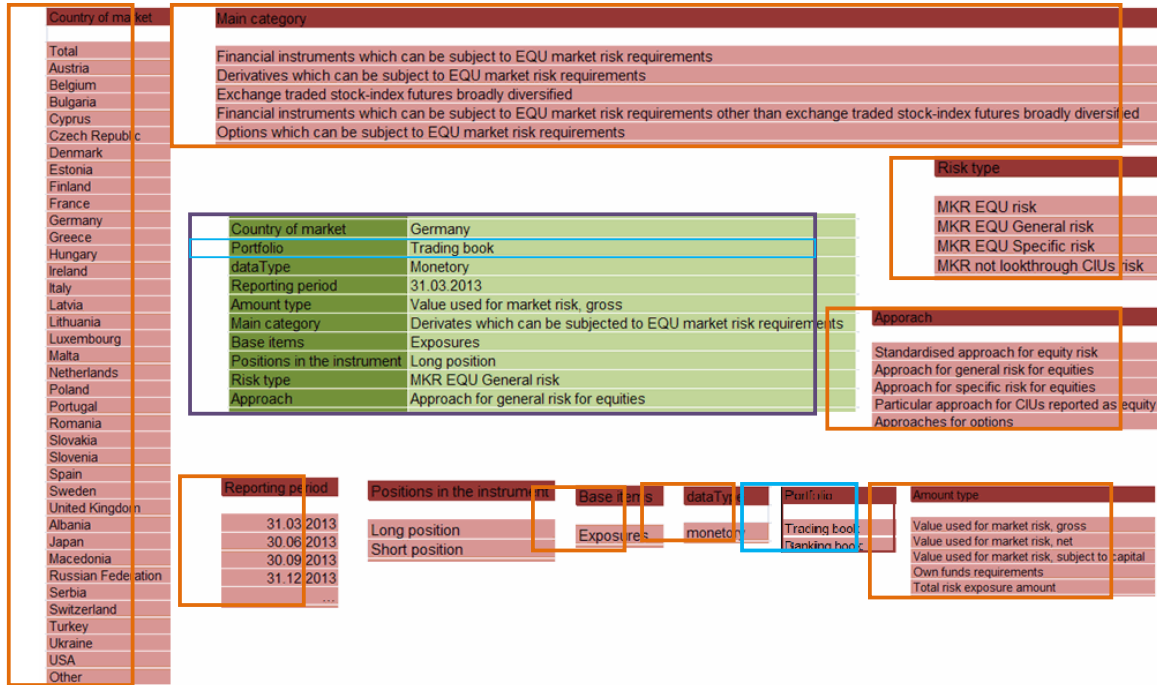 Country of market
Total
Austria
Belgium
Bulgaria
Cyprus
Czech Republic
Denmark
Estonia
Finland
France
Germany
Greece
Hungary
Ireland
Italy
Latvia
Lithuania
Luxembourg
Malta
Netherlands
Poland
Portugal
Romania
Slovakia
Slovenia
Spain
Sweden
United Kingdom
Albania
Japan
Macedonia
Russian Federation
Serbia
Switzerland
Turkey
Ukraine
USA
Other
Main category
Financial instruments which can be subject to EQU market risk requirements
Derivatives which can be subject to EQU market risk requirements
Exchange traded stock-index futures broadly diversified
Financial instruments which can be subject to EQU market risk requirements other than exchange traded stock-index futures broadly diversified
Options which can be subject to EQU market risk requirements
Risk type
MKR EQU risk
MKR EQU General risk
MKR EQU Specific risk
MKR not lookthrough CIUs risk
Country of market Germany
Portfolio Trading book
dataType Monetory
Reporting period 31.03.2013
Amount type Value used for market risk, gross
Main category Derivates which can be subjected to EQU market risk requirements
Base items Exposures
Positions in the instrument Long position
Risk type MKR EQU General risk
Approach Approach for general risk for equities
Apporach
Standardised approach for equity risk
Approach for general risk for equities
Approach for specific risk for equities
Particular approach for CIUs reported as equity
Approaches for options
Reporting period
31.03.2013
30.06.2013
30.09.2013
31.12.2013
...
Positions in the instrument
Long position
Short position
Base items
Exposures
dataType
monetory
Portfolio
Trading book
Banking book
Amount type
Value used for market risk, gross
Value used for market risk, net
Value used for market risk, subject to capital
Own funds requirements
Total risk exposure amount